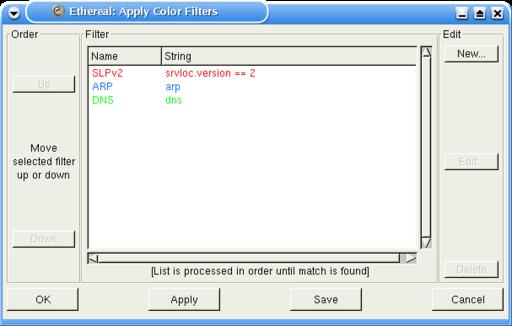 Ethereal: Apply Color Filters
Order
Filter
Edit
Up
Move
selected filter
up or down
Down
Name String
SLPv2 srvloc.version == 2
ARP arp
DNS dns
[List is processed in order until match is found]
New...
Edit...
Delete
OK
Apply
Save
Cancel